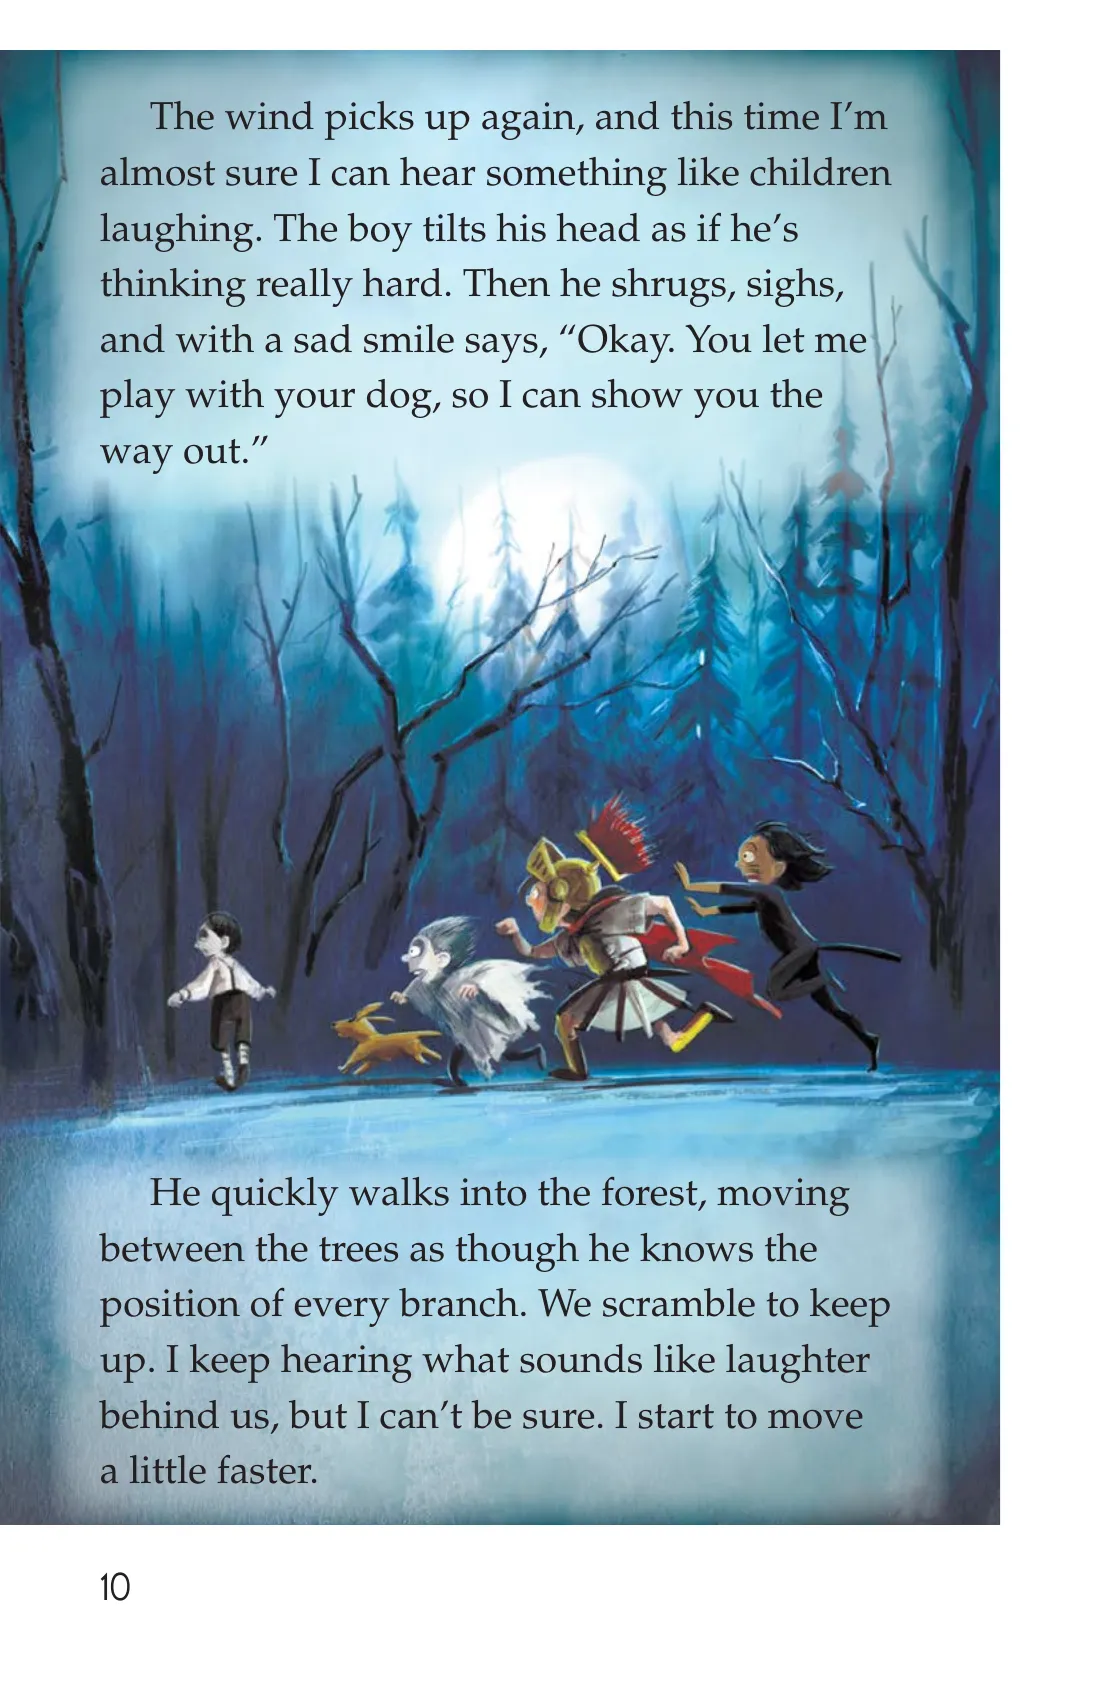 The wind picks up again, and this time I’m
almost sure I can hear something like children
laughing. The boy tilts his head as if he’s
thinking really hard. Then he shrugs, sighs,
and with a sad smile says, “Okay. You let me
play with your dog, so I can show you the
way out.”
He quickly walks into the forest, moving
between the trees as though he knows the
position of every branch. We scramble to keep
up. I keep hearing what sounds like laughter
behind us, but I can’t be sure. I start to move
a little faster.
10